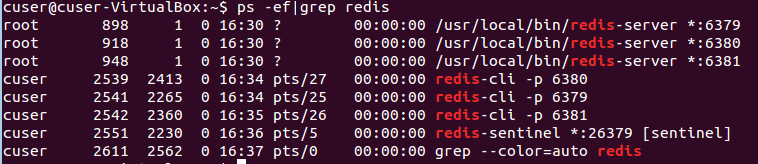 cuser@cuser-VirtualBox:~$ ps -ef|grep redis
root 898 1 0 16:30 ? 00:00:00 /usr/local/bin/redis-server *:6379
root 918 1 0 16:30 ? 00:00:00 /usr/local/bin/redis-server *:6380
root 948 1 0 16:30 ? 00:00:00 /usr/local/bin/redis-server *:6381
cuser 2539 2413 0 16:34 pts/27 00:00:00 redis-cli -p 6380
cuser 2541 2265 0 16:34 pts/25 00:00:00 redis-cli -p 6379
cuser 2542 2360 0 16:35 pts/26 00:00:00 redis-cli -p 6381
cuser 2551 2230 0 16:36 pts/5 00:00:00 redis-sentinel *:26379 [sentinel]
cuser 2611 2562 0 16:37 pts/0 00:00:00 grep --color=auto redis